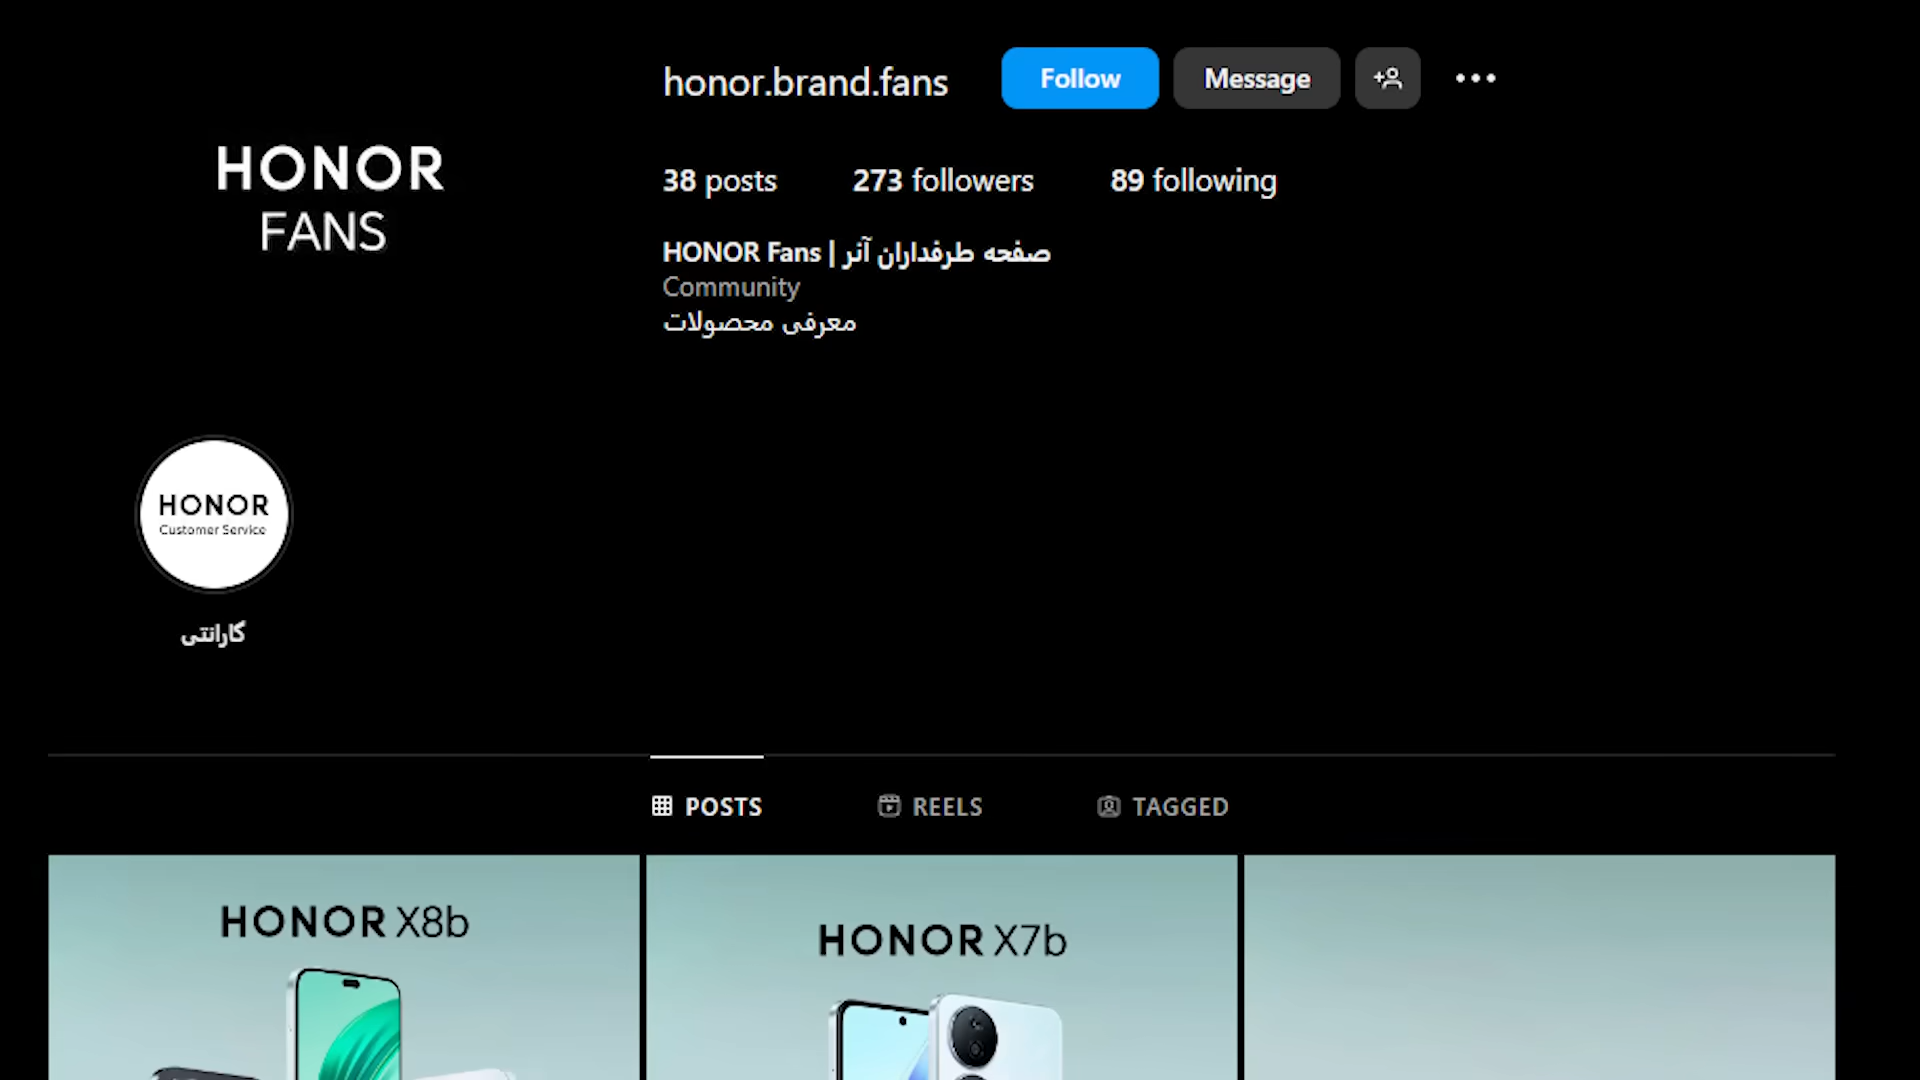 honor.brand.fans
Follow
Message
HONOR
FANS
38 posts
273 followers
89 following
HONOR Fans | صفحه طرفداران آنر
Community
معرفی محصولات
HONOR
Customer Service
گارانتی
POSTS
REELS
TAGGED
HONOR X8b
HONOR X7b